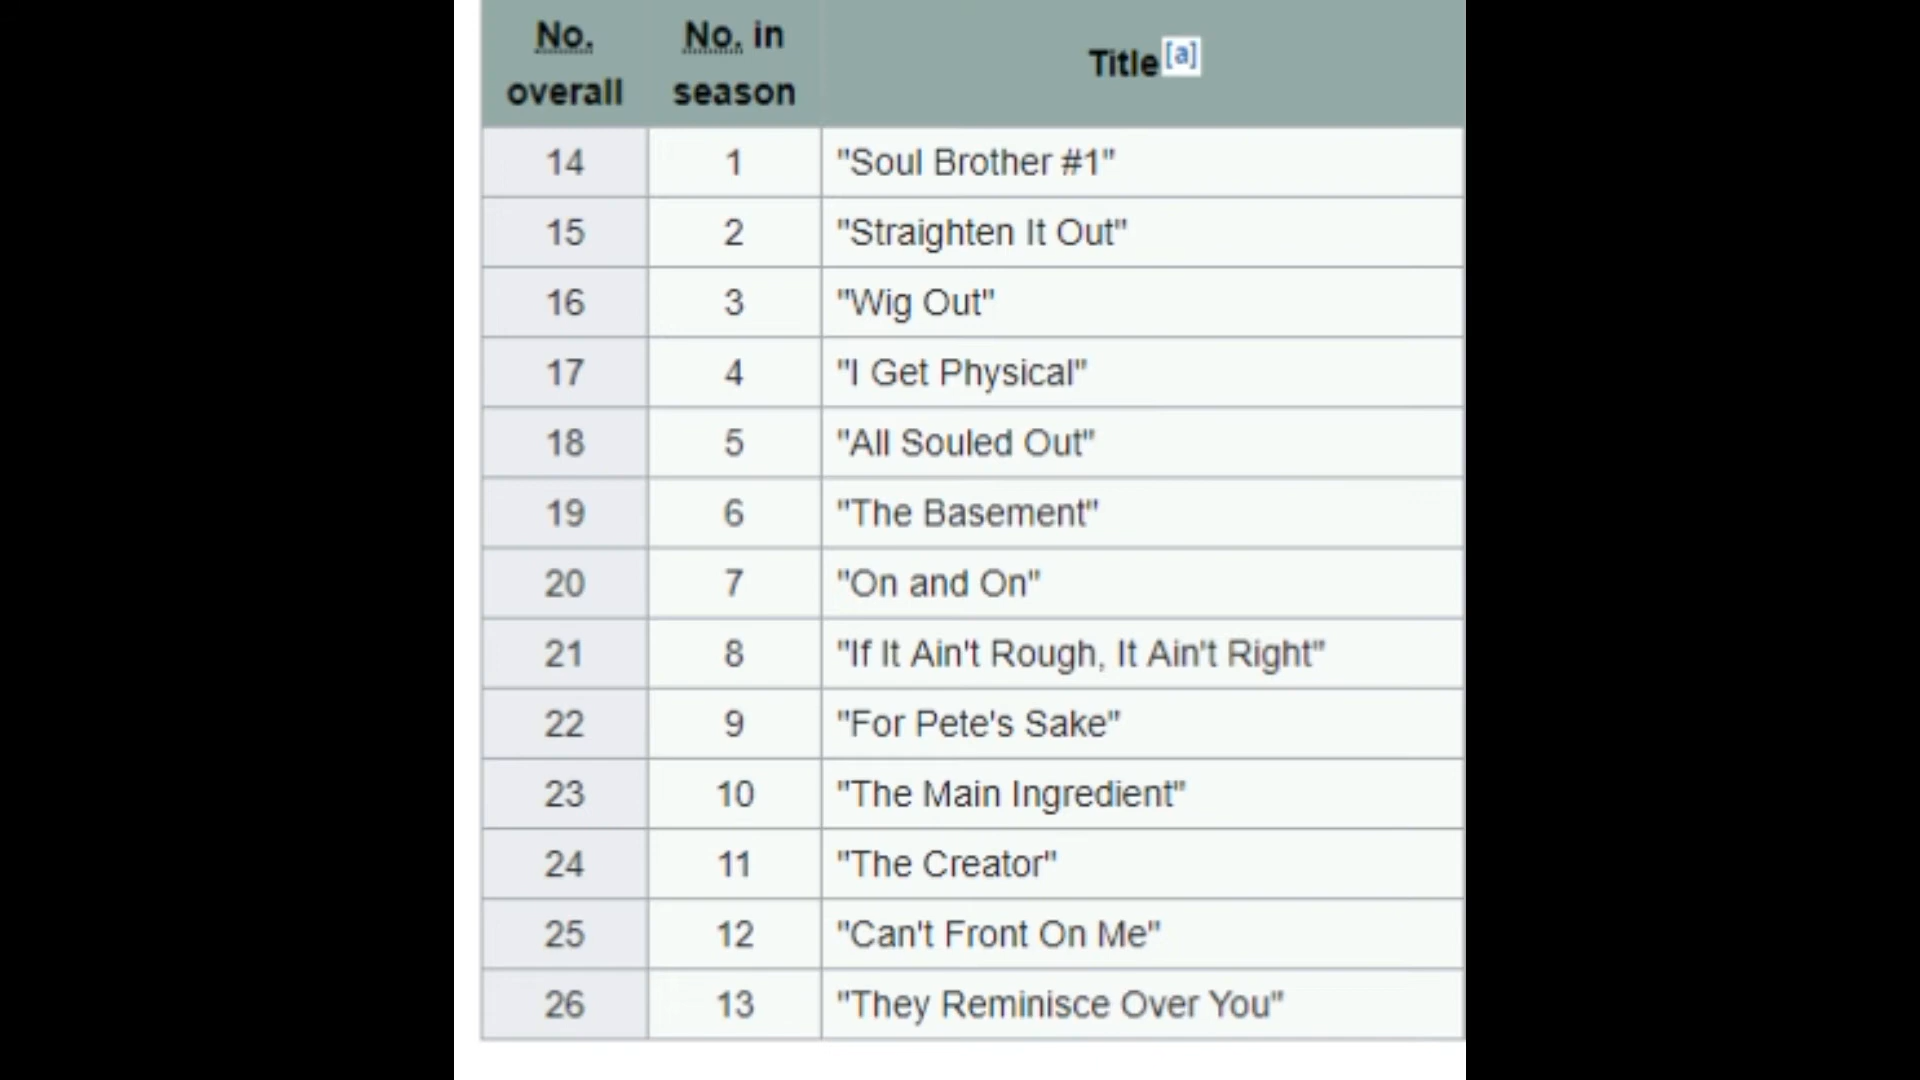 No. overall No. in season Title[a]
14 1 "Soul Brother #1"
15 2 "Straighten It Out"
16 3 "Wig Out"
17 4 "I Get Physical"
18 5 "All Souled Out"
19 6 "The Basement"
20 7 "On and On"
21 8 "If It Ain't Rough, It Ain't Right"
22 9 "For Pete's Sake"
23 10 "The Main Ingredient"
24 11 "The Creator"
25 12 "Can't Front On Me"
26 13 "They Reminisce Over You"